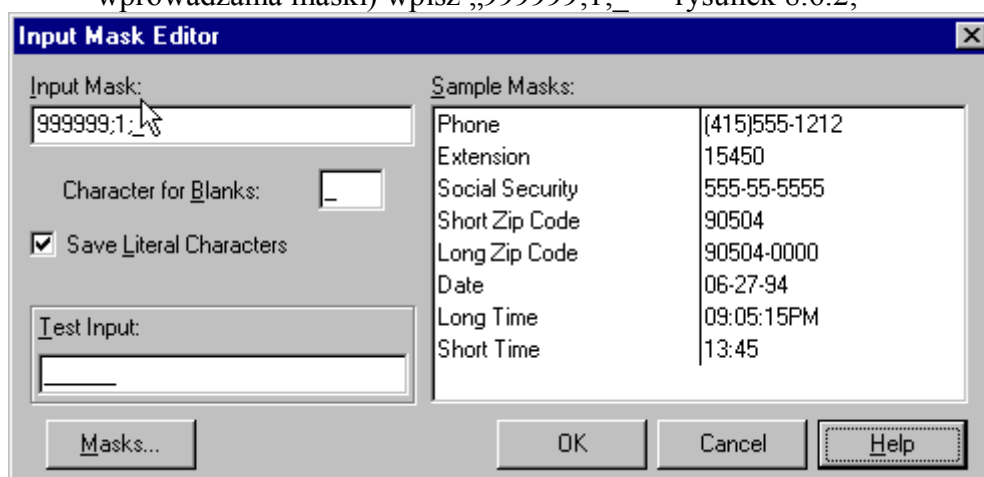 wprowadzania maski) wpisz „999999;1;_" – rysunek 8.6.2;
Input Mask Editor
Input Mask:
999999;1;_
Character for Blanks:
_
Save Literal Characters
Test Input:
______
Masks...
Sample Masks:
Phone (415)555-1212
Extension 15450
Social Security 555-55-5555
Short Zip Code 90504
Long Zip Code 90504-0000
Date 06-27-94
Long Time 09:05:15PM
Short Time 13:45
OK
Cancel
Help